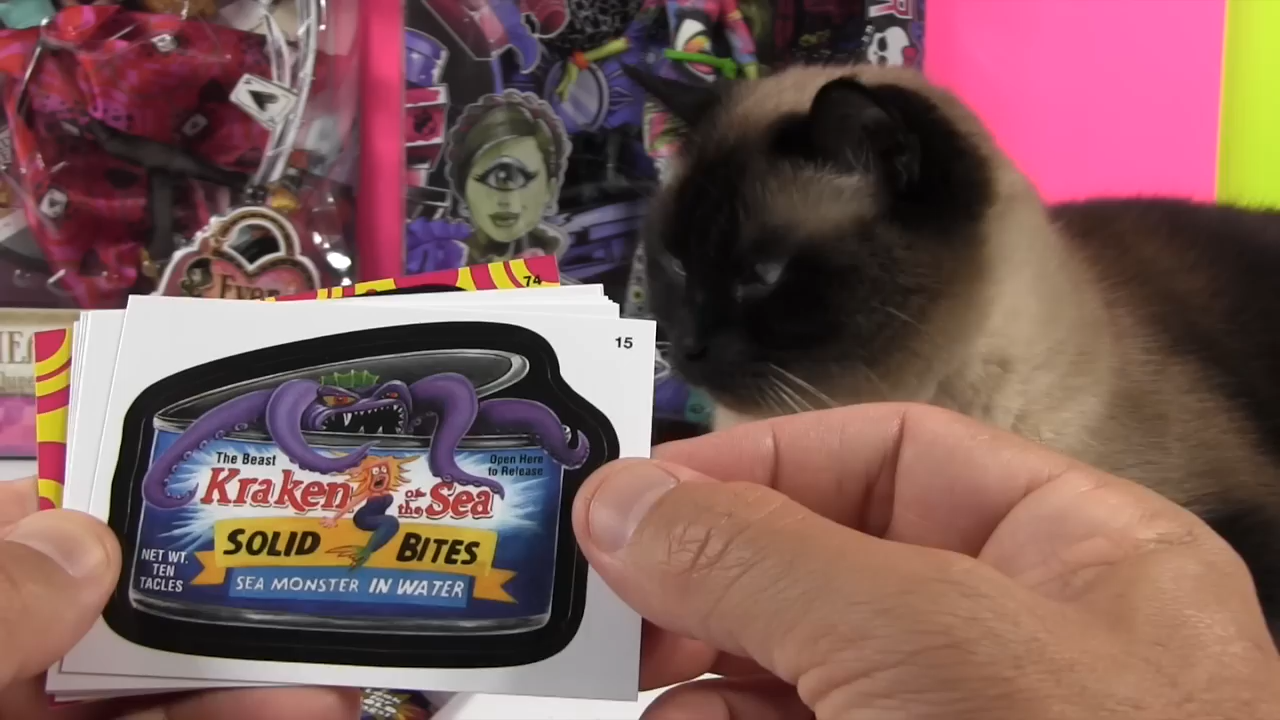 74
15
The Beast
Open Here
to Release
Kraken of the Sea
SOLID BITES
NET WT.
TEN
TACLES
SEA MONSTER IN WATER
Ever